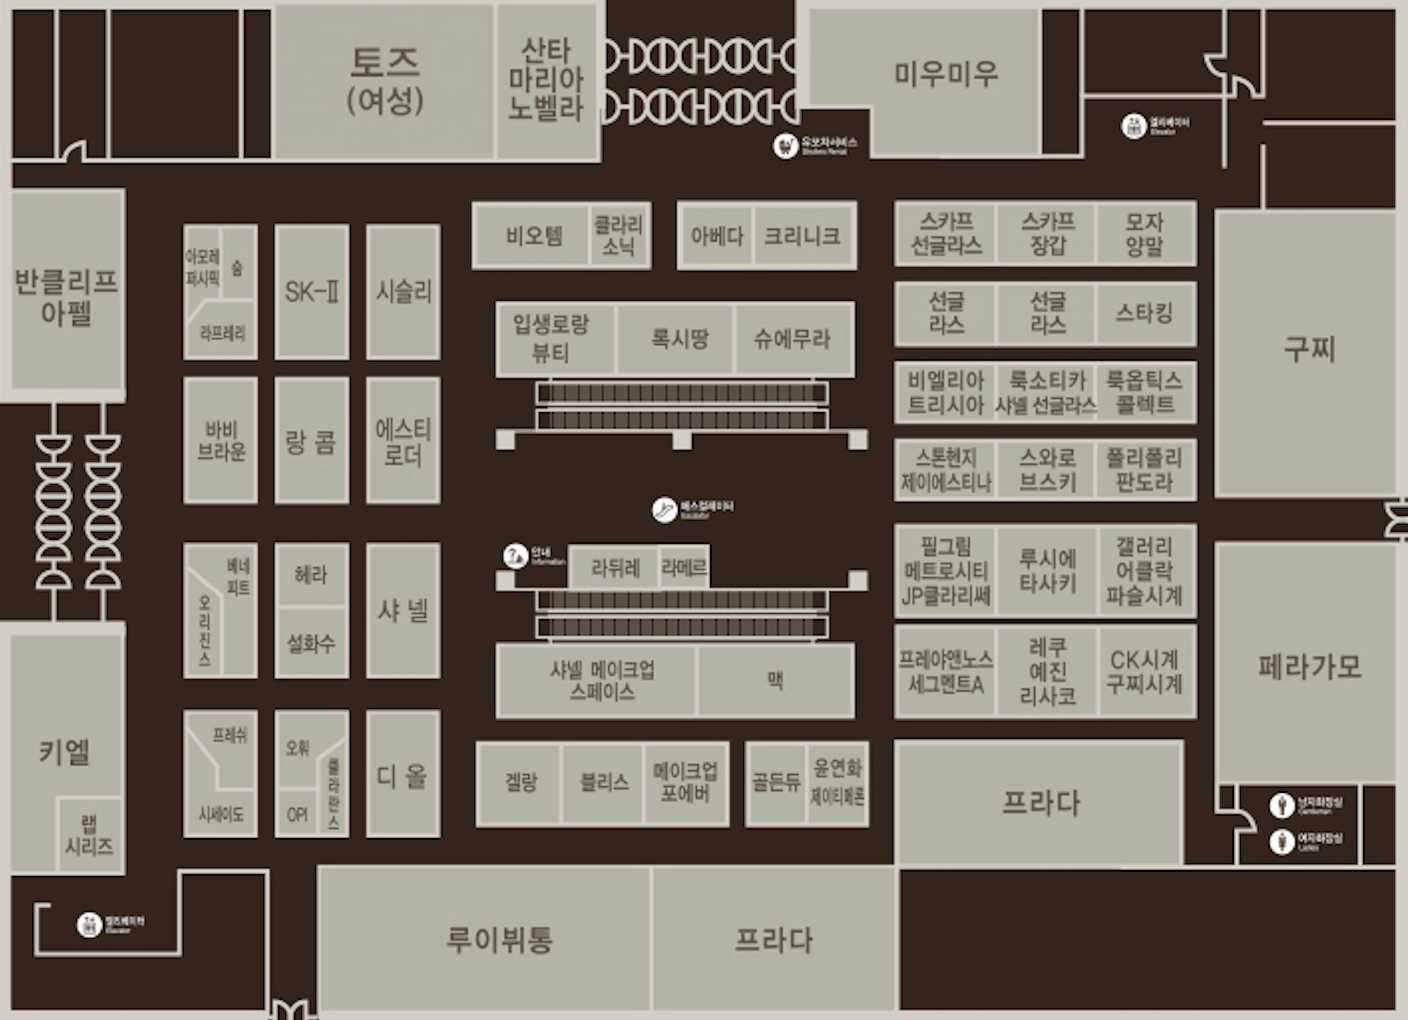 토즈
(여성)
산타
마리아
노벨라
미우미우
유모차서비스
Strollers Rental
엘리베이터
Elevator
반클리프
아펠
아모레
퍼시픽
숨
라프레리
SK-II
시슬리
비오템
클라리
소닉
아베다
크리니크
스카프
선글라스
스카프
장갑
모자
양말
구찌
입생로랑
뷰티
록시땅
슈에무라
선글
라스
선글
라스
스타킹
바비
브라운
랑 콤
에스티
로더
비엘리아
트리시아
룩소티카
샤넬 선글라스
룩옵틱스
콜렉트
스톤헨지
제이에스티나
스와로
브스키
폴리폴리
판도라
에스컬레이터
Escalator
안내
Information
라뒤레
라메르
베네
피트
오리진스
헤라
설화수
샤 넬
필그림
메트로시티
JP클라리쎄
루시에
타사키
갤러리
어클락
파슬시계
샤넬 메이크업
스페이스
맥
프레야앤노스
세그멘트A
레쿠
예진
리사코
CK시계
구찌시계
페라가모
키엘
랩
시리즈
프레쉬
시세이도
오휘
OPI
클라란스
디 올
겔랑
블리스
메이크업
포에버
골든듀
윤연화
제이티페론
프라다
남자화장실
Gentlemen
여자화장실
Ladies
엘리베이터
Elevator
루이뷔통
프라다